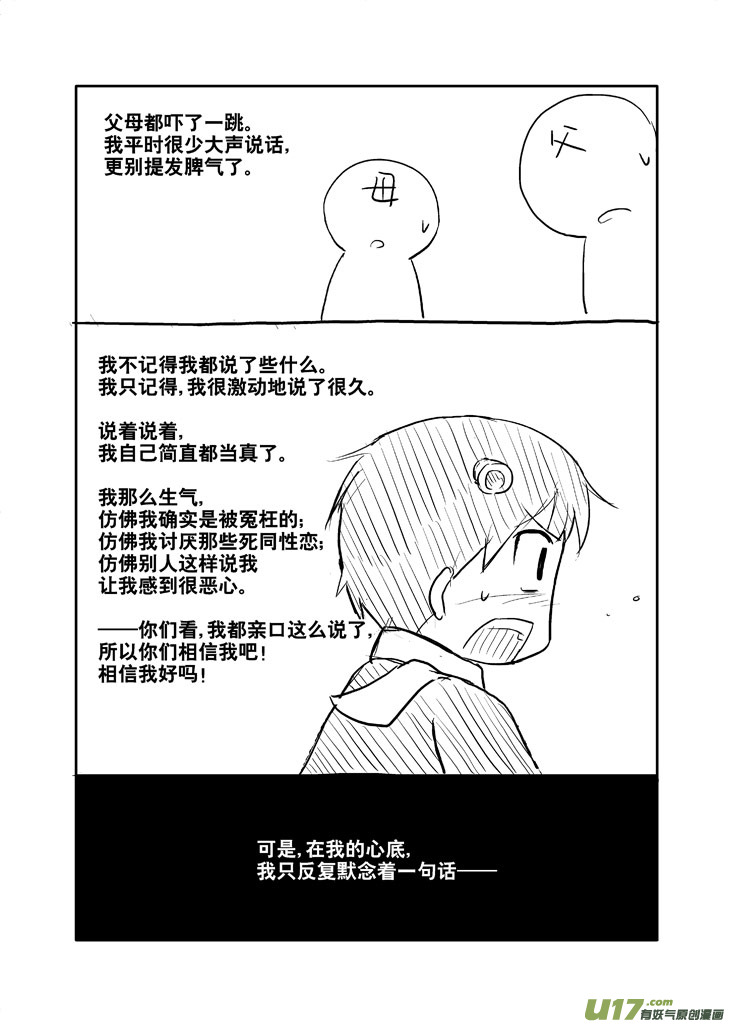 父母都吓了一跳。
我平时很少大声说话，
更别提发脾气了。
母
父
我不记得我都说了些什么。
我只记得，我很激动地说了很久。
说着说着，
我自己简直都当真了。
我那么生气，
仿佛我确实是被冤枉的；
仿佛我讨厌那些死同性恋；
仿佛别人这样说我
让我感到很恶心。
——你们看，我都亲口这么说了，
所以你们相信我吧！
相信我好吗！
可是，在我的心底，
我只反复默念着一句话——
U17.com
有妖气原创漫画